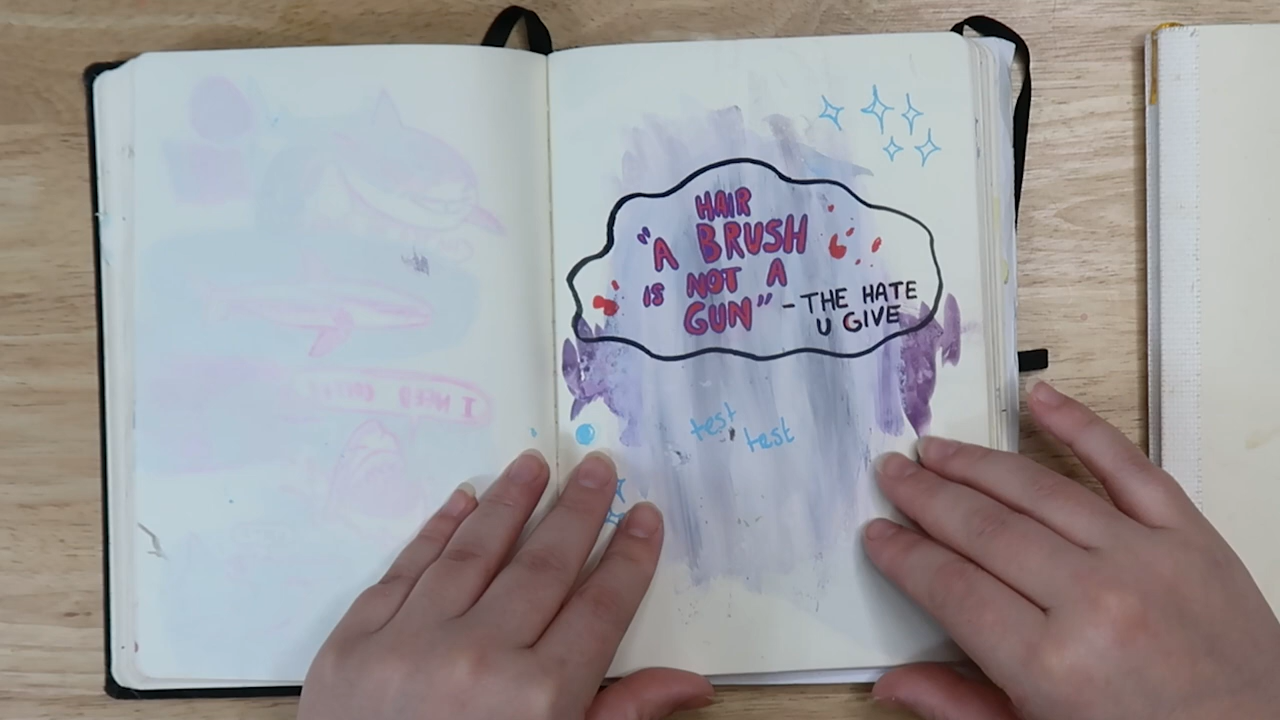 HAIR
"A BRUSH
IS NOT A
GUN" - THE HATE
U GIVE
test
test